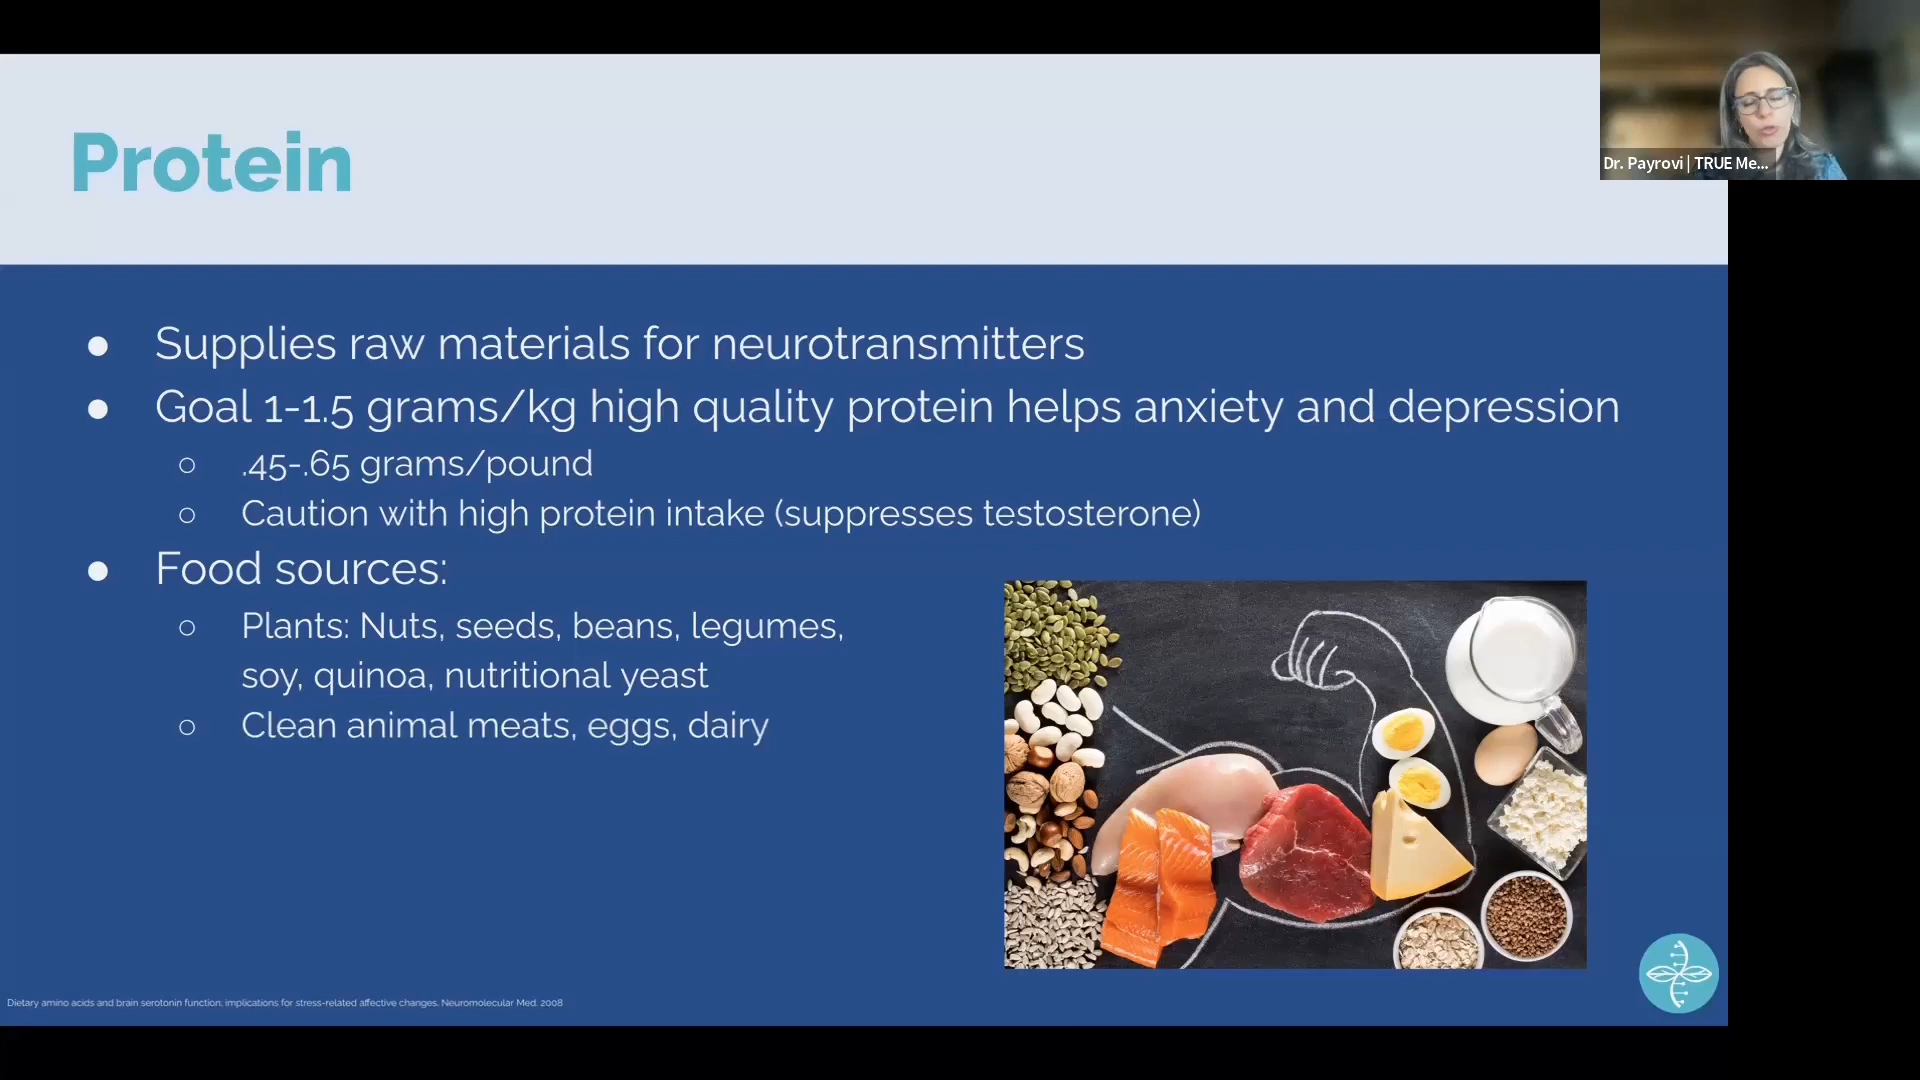 Protein
Dr. Payrovi | TRUE Me...
● Supplies raw materials for neurotransmitters
● Goal 1-1.5 grams/kg high quality protein helps anxiety and depression
○ .45-.65 grams/pound
○ Caution with high protein intake (suppresses testosterone)
● Food sources:
○ Plants: Nuts, seeds, beans, legumes,
soy, quinoa, nutritional yeast
○ Clean animal meats, eggs, dairy
Dietary amino acids and brain serotonin function; implications for stress-related affective changes. Neuromolecular Med. 2008